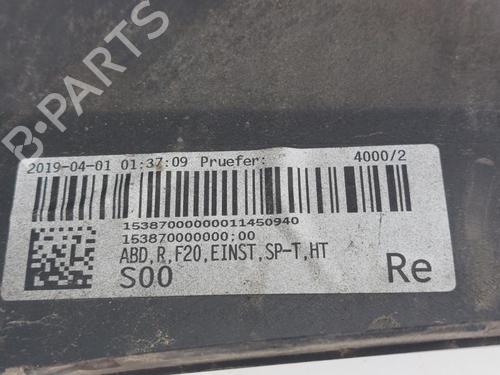 B-PARTS
2019-04-01 01:37:09 Pruefer: 4000/2
15387000000011450940
153870000000;00
ABD,R,F20,EINST,SP-T,HT
S00 Re